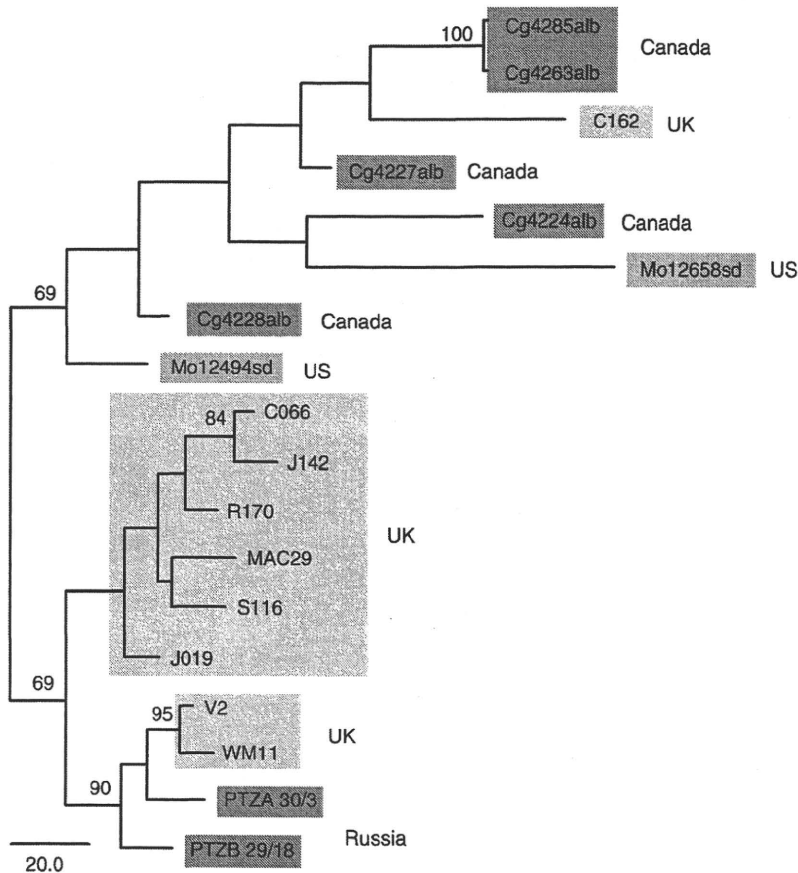 100
Cg4285alb
Cg4263alb
Canada
C162
UK
Cg4227alb
Canada
Cg4224alb
Canada
Mo12658sd
US
69
Cg4228alb
Canada
Mo12494sd
US
84
C066
J142
R170
UK
MAC29
S116
J019
69
95
V2
WM11
UK
90
PTZA 30/3
PTZB 29/18
Russia
20.0